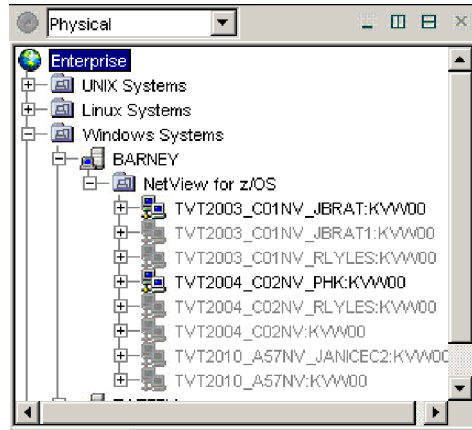 Physical
Enterprise
UNIX Systems
Linux Systems
Windows Systems
BARNEY
NetView for z/OS
TVT2003_C01NV_JBRAT:KVW00
TVT2003_C01NV_JBRAT1:KVW00
TVT2003_C01NV_RLYLES:KVW00
TVT2004_C02NV_PHK:KVW00
TVT2004_C02NV_RLYLES:KVW00
TVT2004_C02NV:KVW00
TVT2010_A57NV_JANICEC2:KVW00
TVT2010_A57NV:KVW00